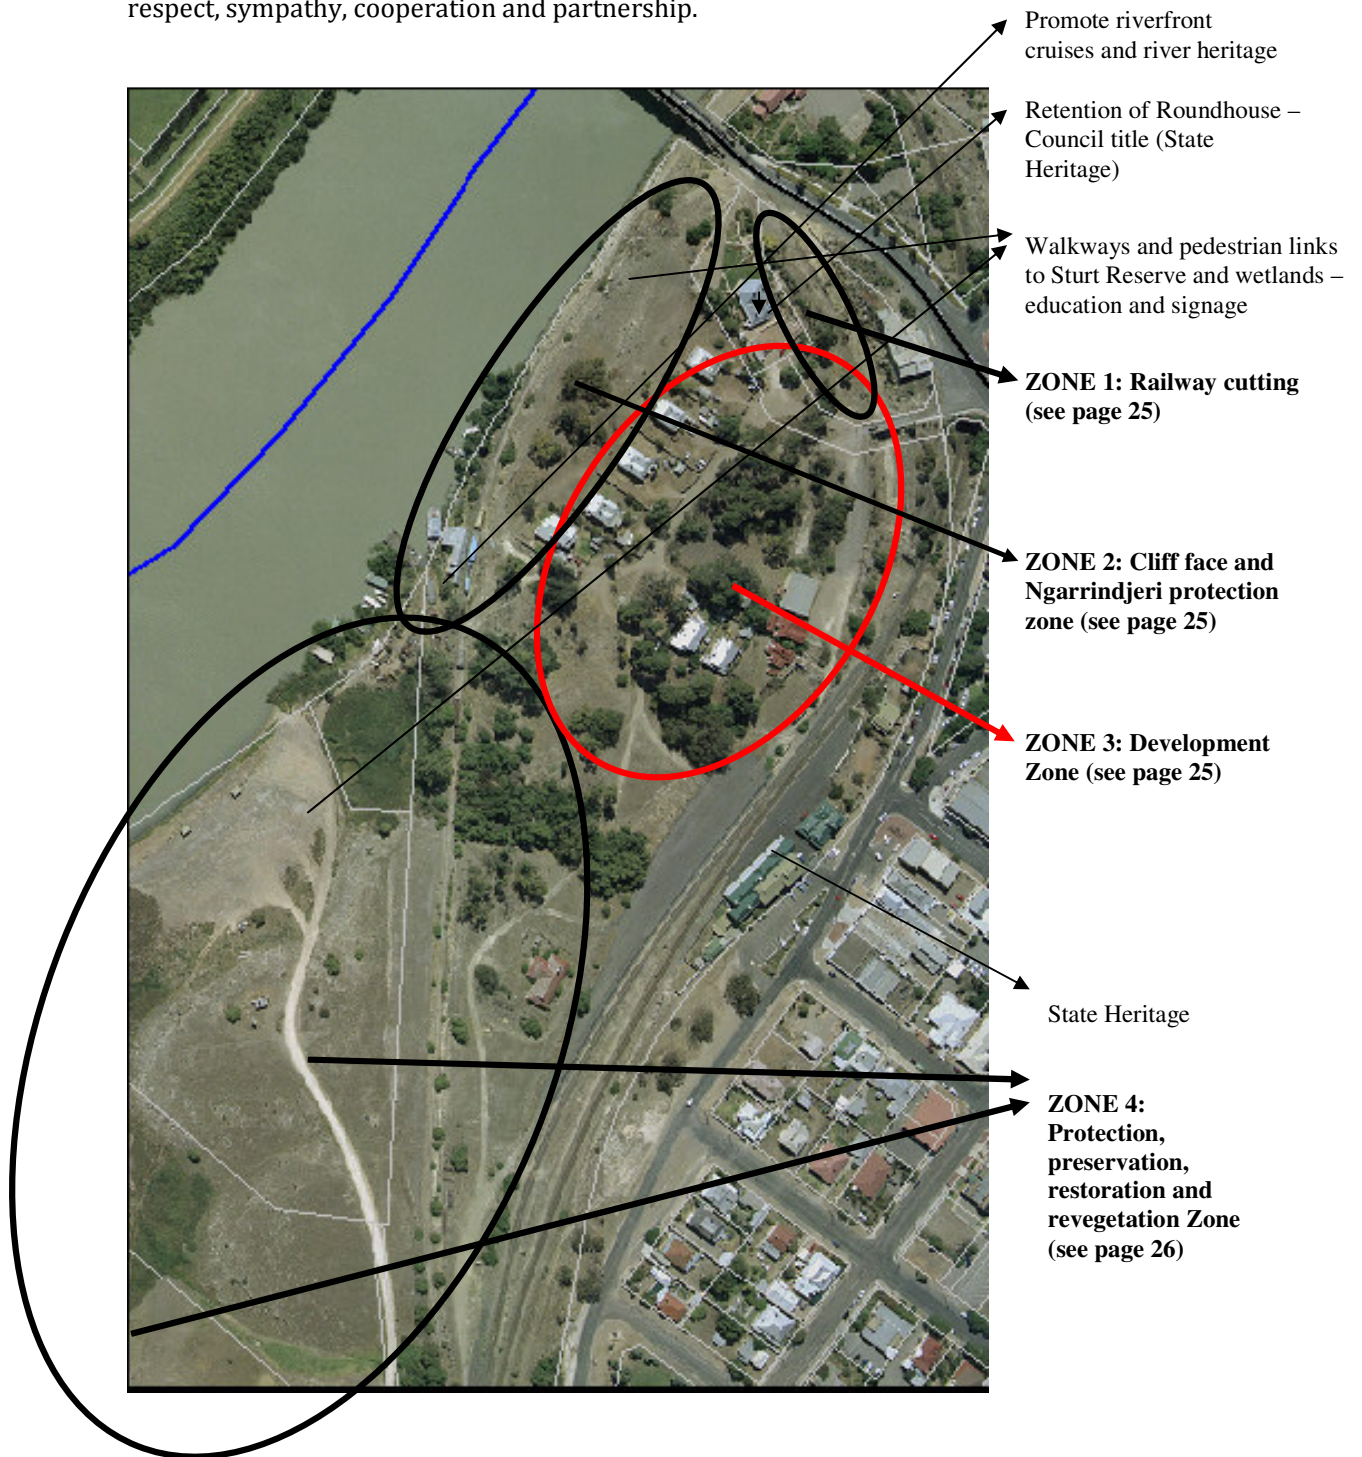 respect, sympathy, cooperation and partnership.
Promote riverfront
cruises and river heritage
Retention of Roundhouse –
Council title (State
Heritage)
Walkways and pedestrian links
to Sturt Reserve and wetlands –
education and signage
ZONE 1: Railway cutting
(see page 25)
ZONE 2: Cliff face and
Ngarrindjeri protection
zone (see page 25)
ZONE 3: Development
Zone (see page 25)
State Heritage
ZONE 4:
Protection,
preservation,
restoration and
revegetation Zone
(see page 26)